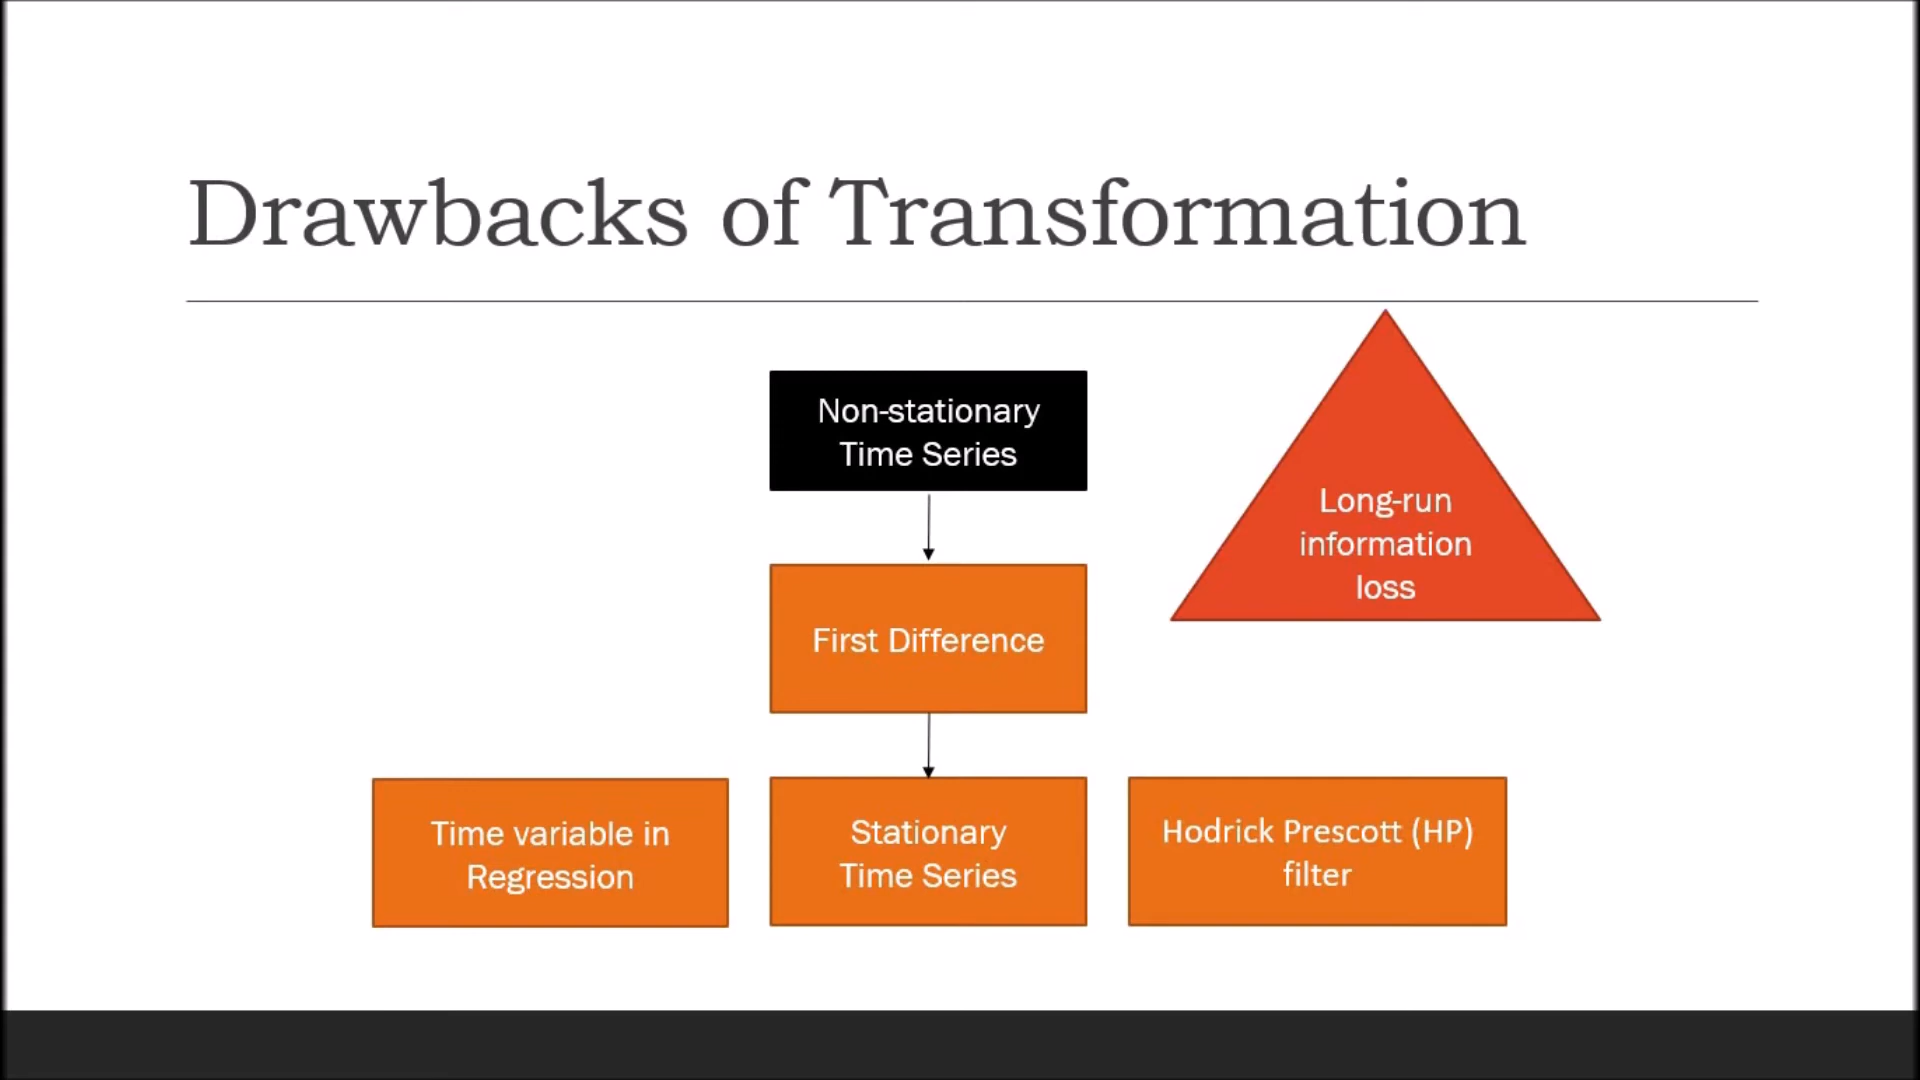 Drawbacks of Transformation
Non-stationary
Time Series
Long-run
information
loss
First Difference
Time variable in
Regression
Stationary
Time Series
Hodrick Prescott (HP)
filter